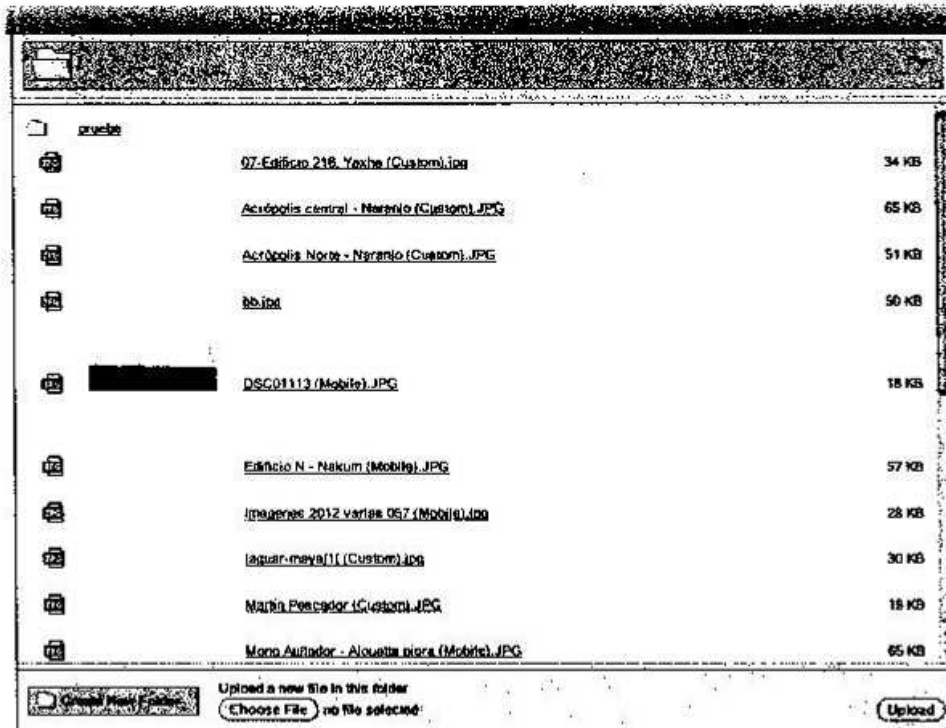 prueba
07-Edificio 216, Yaxha (Custom).jpg 34 KB
Acrópolis central - Naranjo (Custom).JPG 65 KB
Acrópolis Norte - Naranjo (Custom).JPG 51 KB
bb.jpg 50 KB
DSC01113 (Mobile).JPG 18 KB
Edificio N - Nakum (Mobile).JPG 57 KB
Imagenes 2012 varias 057 (Mobile).jpg 28 KB
jaguar-maya[1] (Custom).jpg 30 KB
Martin Pescador (Custom).JPG 19 KB
Mono Aullador - Alouatta pigra (Mobile).JPG 65 KB
Create New Folder
Upload a new file in this folder
Choose File no file selected
Upload